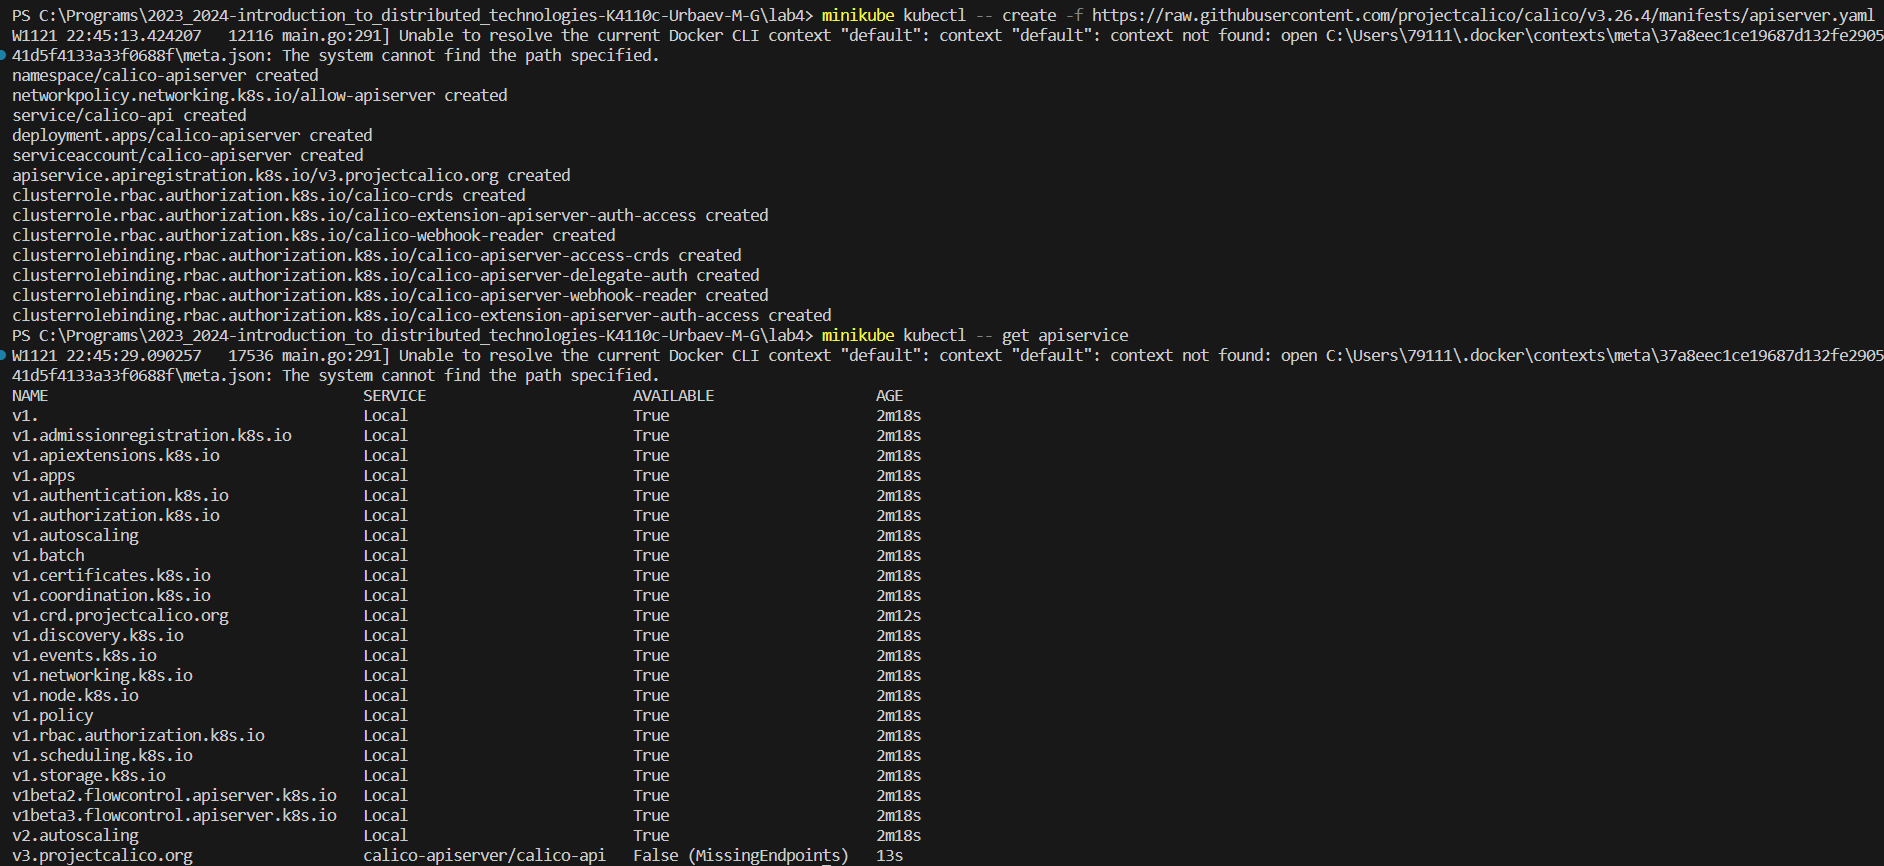 PS C:\Programs\2023_2024-introduction_to_distributed_technologies-K4110c-Urbaev-M-G\lab4> minikube kubectl -- create -f https://raw.githubusercontent.com/projectcalico/calico/v3.26.4/manifests/apiserver.yaml
W1121 22:45:13.424207   12116 main.go:291] Unable to resolve the current Docker CLI context "default": context "default": context not found: open C:\Users\79111\.docker\contexts\meta\37a8eec1ce19687d132fe2905
41d5f4133a33f0688f\meta.json: The system cannot find the path specified.
namespace/calico-apiserver created
networkpolicy.networking.k8s.io/allow-apiserver created
service/calico-api created
deployment.apps/calico-apiserver created
serviceaccount/calico-apiserver created
apiservice.apiregistration.k8s.io/v3.projectcalico.org created
clusterrole.rbac.authorization.k8s.io/calico-crds created
clusterrole.rbac.authorization.k8s.io/calico-extension-apiserver-auth-access created
clusterrole.rbac.authorization.k8s.io/calico-webhook-reader created
clusterrolebinding.rbac.authorization.k8s.io/calico-apiserver-access-crds created
clusterrolebinding.rbac.authorization.k8s.io/calico-apiserver-delegate-auth created
clusterrolebinding.rbac.authorization.k8s.io/calico-apiserver-webhook-reader created
clusterrolebinding.rbac.authorization.k8s.io/calico-extension-apiserver-auth-access created
PS C:\Programs\2023_2024-introduction_to_distributed_technologies-K4110c-Urbaev-M-G\lab4> minikube kubectl -- get apiservice
W1121 22:45:29.090257   17536 main.go:291] Unable to resolve the current Docker CLI context "default": context "default": context not found: open C:\Users\79111\.docker\contexts\meta\37a8eec1ce19687d132fe2905
41d5f4133a33f0688f\meta.json: The system cannot find the path specified.
NAME                                   SERVICE                       AVAILABLE                  AGE
v1.                                    Local                         True                       2m18s
v1.admissionregistration.k8s.io        Local                         True                       2m18s
v1.apiextensions.k8s.io                Local                         True                       2m18s
v1.apps                                Local                         True                       2m18s
v1.authentication.k8s.io               Local                         True                       2m18s
v1.authorization.k8s.io                Local                         True                       2m18s
v1.autoscaling                         Local                         True                       2m18s
v1.batch                               Local                         True                       2m18s
v1.certificates.k8s.io                 Local                         True                       2m18s
v1.coordination.k8s.io                 Local                         True                       2m18s
v1.crd.projectcalico.org               Local                         True                       2m12s
v1.discovery.k8s.io                    Local                         True                       2m18s
v1.events.k8s.io                       Local                         True                       2m18s
v1.networking.k8s.io                   Local                         True                       2m18s
v1.node.k8s.io                         Local                         True                       2m18s
v1.policy                              Local                         True                       2m18s
v1.rbac.authorization.k8s.io           Local                         True                       2m18s
v1.scheduling.k8s.io                   Local                         True                       2m18s
v1.storage.k8s.io                      Local                         True                       2m18s
v1beta2.flowcontrol.apiserver.k8s.io   Local                         True                       2m18s
v1beta3.flowcontrol.apiserver.k8s.io   Local                         True                       2m18s
v2.autoscaling                         Local                         True                       2m18s
v3.projectcalico.org                   calico-apiserver/calico-api   False (MissingEndpoints)   13s